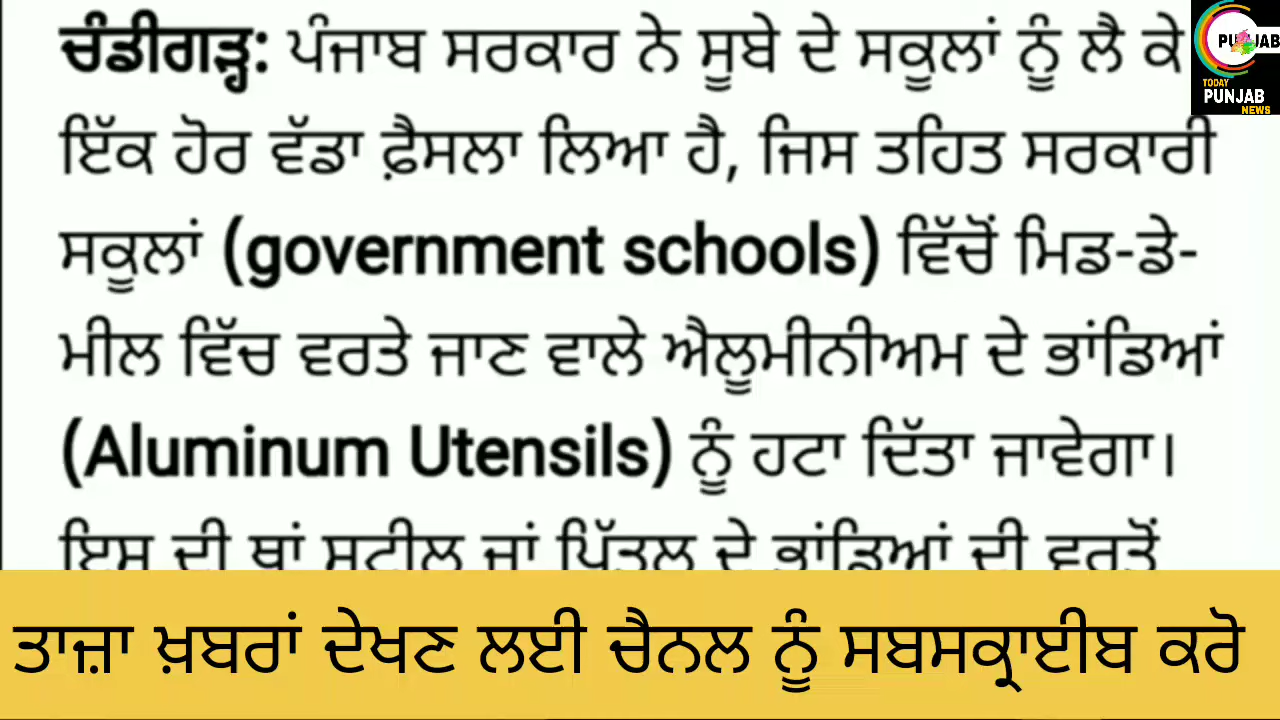 ਚੰਡੀਗੜ੍ਹ: ਪੰਜਾਬ ਸਰਕਾਰ ਨੇ ਸੂਬੇ ਦੇ ਸਕੂਲਾਂ ਨੂੰ ਲੈ ਕੇ
ਇੱਕ ਹੋਰ ਵੱਡਾ ਫ਼ੈਸਲਾ ਲਿਆ ਹੈ, ਜਿਸ ਤਹਿਤ ਸਰਕਾਰੀ
ਸਕੂਲਾਂ (government schools) ਵਿੱਚੋਂ ਮਿਡ-ਡੇ-
ਮੀਲ ਵਿੱਚ ਵਰਤੇ ਜਾਣ ਵਾਲੇ ਐਲੂਮੀਨੀਅਮ ਦੇ ਭਾਂਡਿਆਂ
(Aluminum Utensils) ਨੂੰ ਹਟਾ ਦਿੱਤਾ ਜਾਵੇਗਾ।
ਇਸ ਦੀ ਥਾਂ ਸਟੀਲ ਜਾਂ ਪਿੱਤਲ ਦੇ ਭਾਂਡਿਆਂ ਦੀ ਵਰਤੋਂ
ਤਾਜ਼ਾ ਖ਼ਬਰਾਂ ਦੇਖਣ ਲਈ ਚੈਨਲ ਨੂੰ ਸਬਸਕ੍ਰਾਈਬ ਕਰੋ
PUNJAB
TODAY
PUNJAB
NEWS